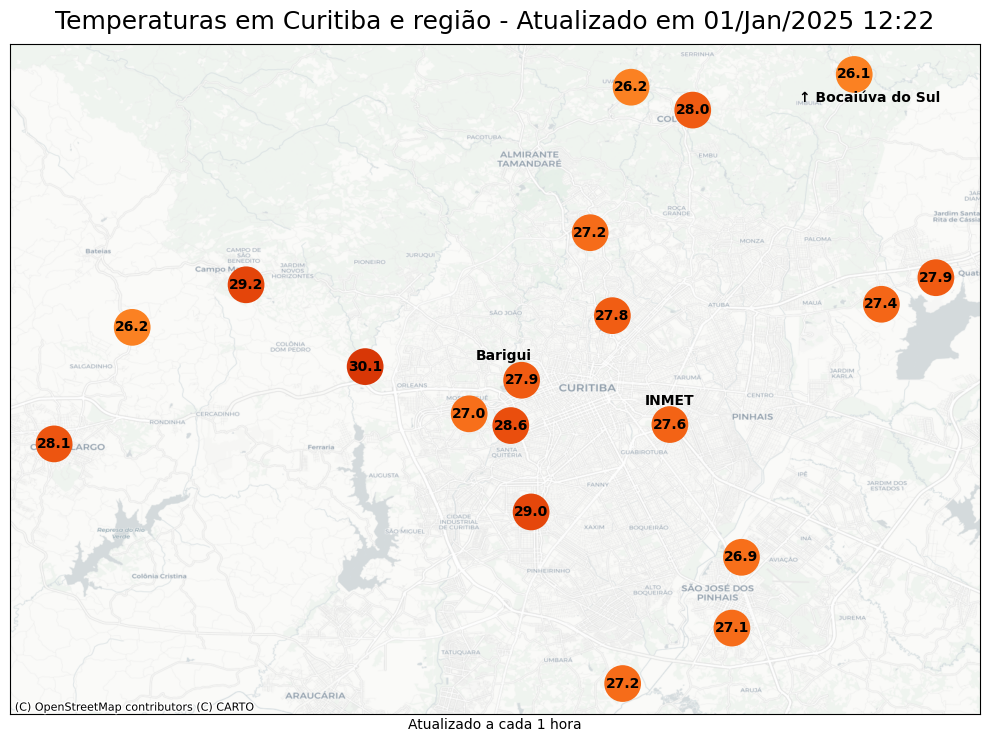 Temperaturas em Curitiba e região - Atualizado em 01/Jan/2025 12:22
SERRINHA
26.1
26.2
↑ Bocaiúva do Sul
28.0
PACOTUBA
ALMIRANTE
TAMANDARÉ
EMBU
ROÇA
GRANDE
Jardim Santa
Rita de Cássia
27.2
MONZA
PALOMA
Bateias
CAMPO DE
SÃO
BENEDITO
JURUQUI
PIONEIRO
JARDIM
NOVOS
HORIZONTES
Campo
29.2
27.9
27.4
ATUBA
MAUÁ
SÃO JOÃO
27.8
26.2
COLÔNIA
DOM PEDRO
Barigui
SALGADINHO
30.1
27.9
ORLEANS
CURITIBA
TARUMÃ
JARDIM
KARLA
CENTRO
INMET
27.0
28.6
27.6
PINHAIS
CERCADINHO
RONDINHA
28.1
LARGO
Ferraria
SANTA
QUITÉRIA
GUABIROTUBA
AUGUSTA
IPÊ
FANNY
JARDIM DOS
ESTADOS I
29.0
CIDADE
INDUSTRIAL
DE CURITIBA
XAXIM
BOQUEIRÃO
Represa do Rio
Verde
INÁ
26.9
AVIAÇÃO
PINHEIRINHO
Colônia Cristina
ALTO
BOQUEIRÃO
SÃO JOSÉ DOS
PINHAIS
JUREMA
27.1
TATUQUARA
UMBARÁ
27.2
ARUJÁ
ARAUCÁRIA
(C) OpenStreetMap contributors (C) CARTO
Atualizado a cada 1 hora